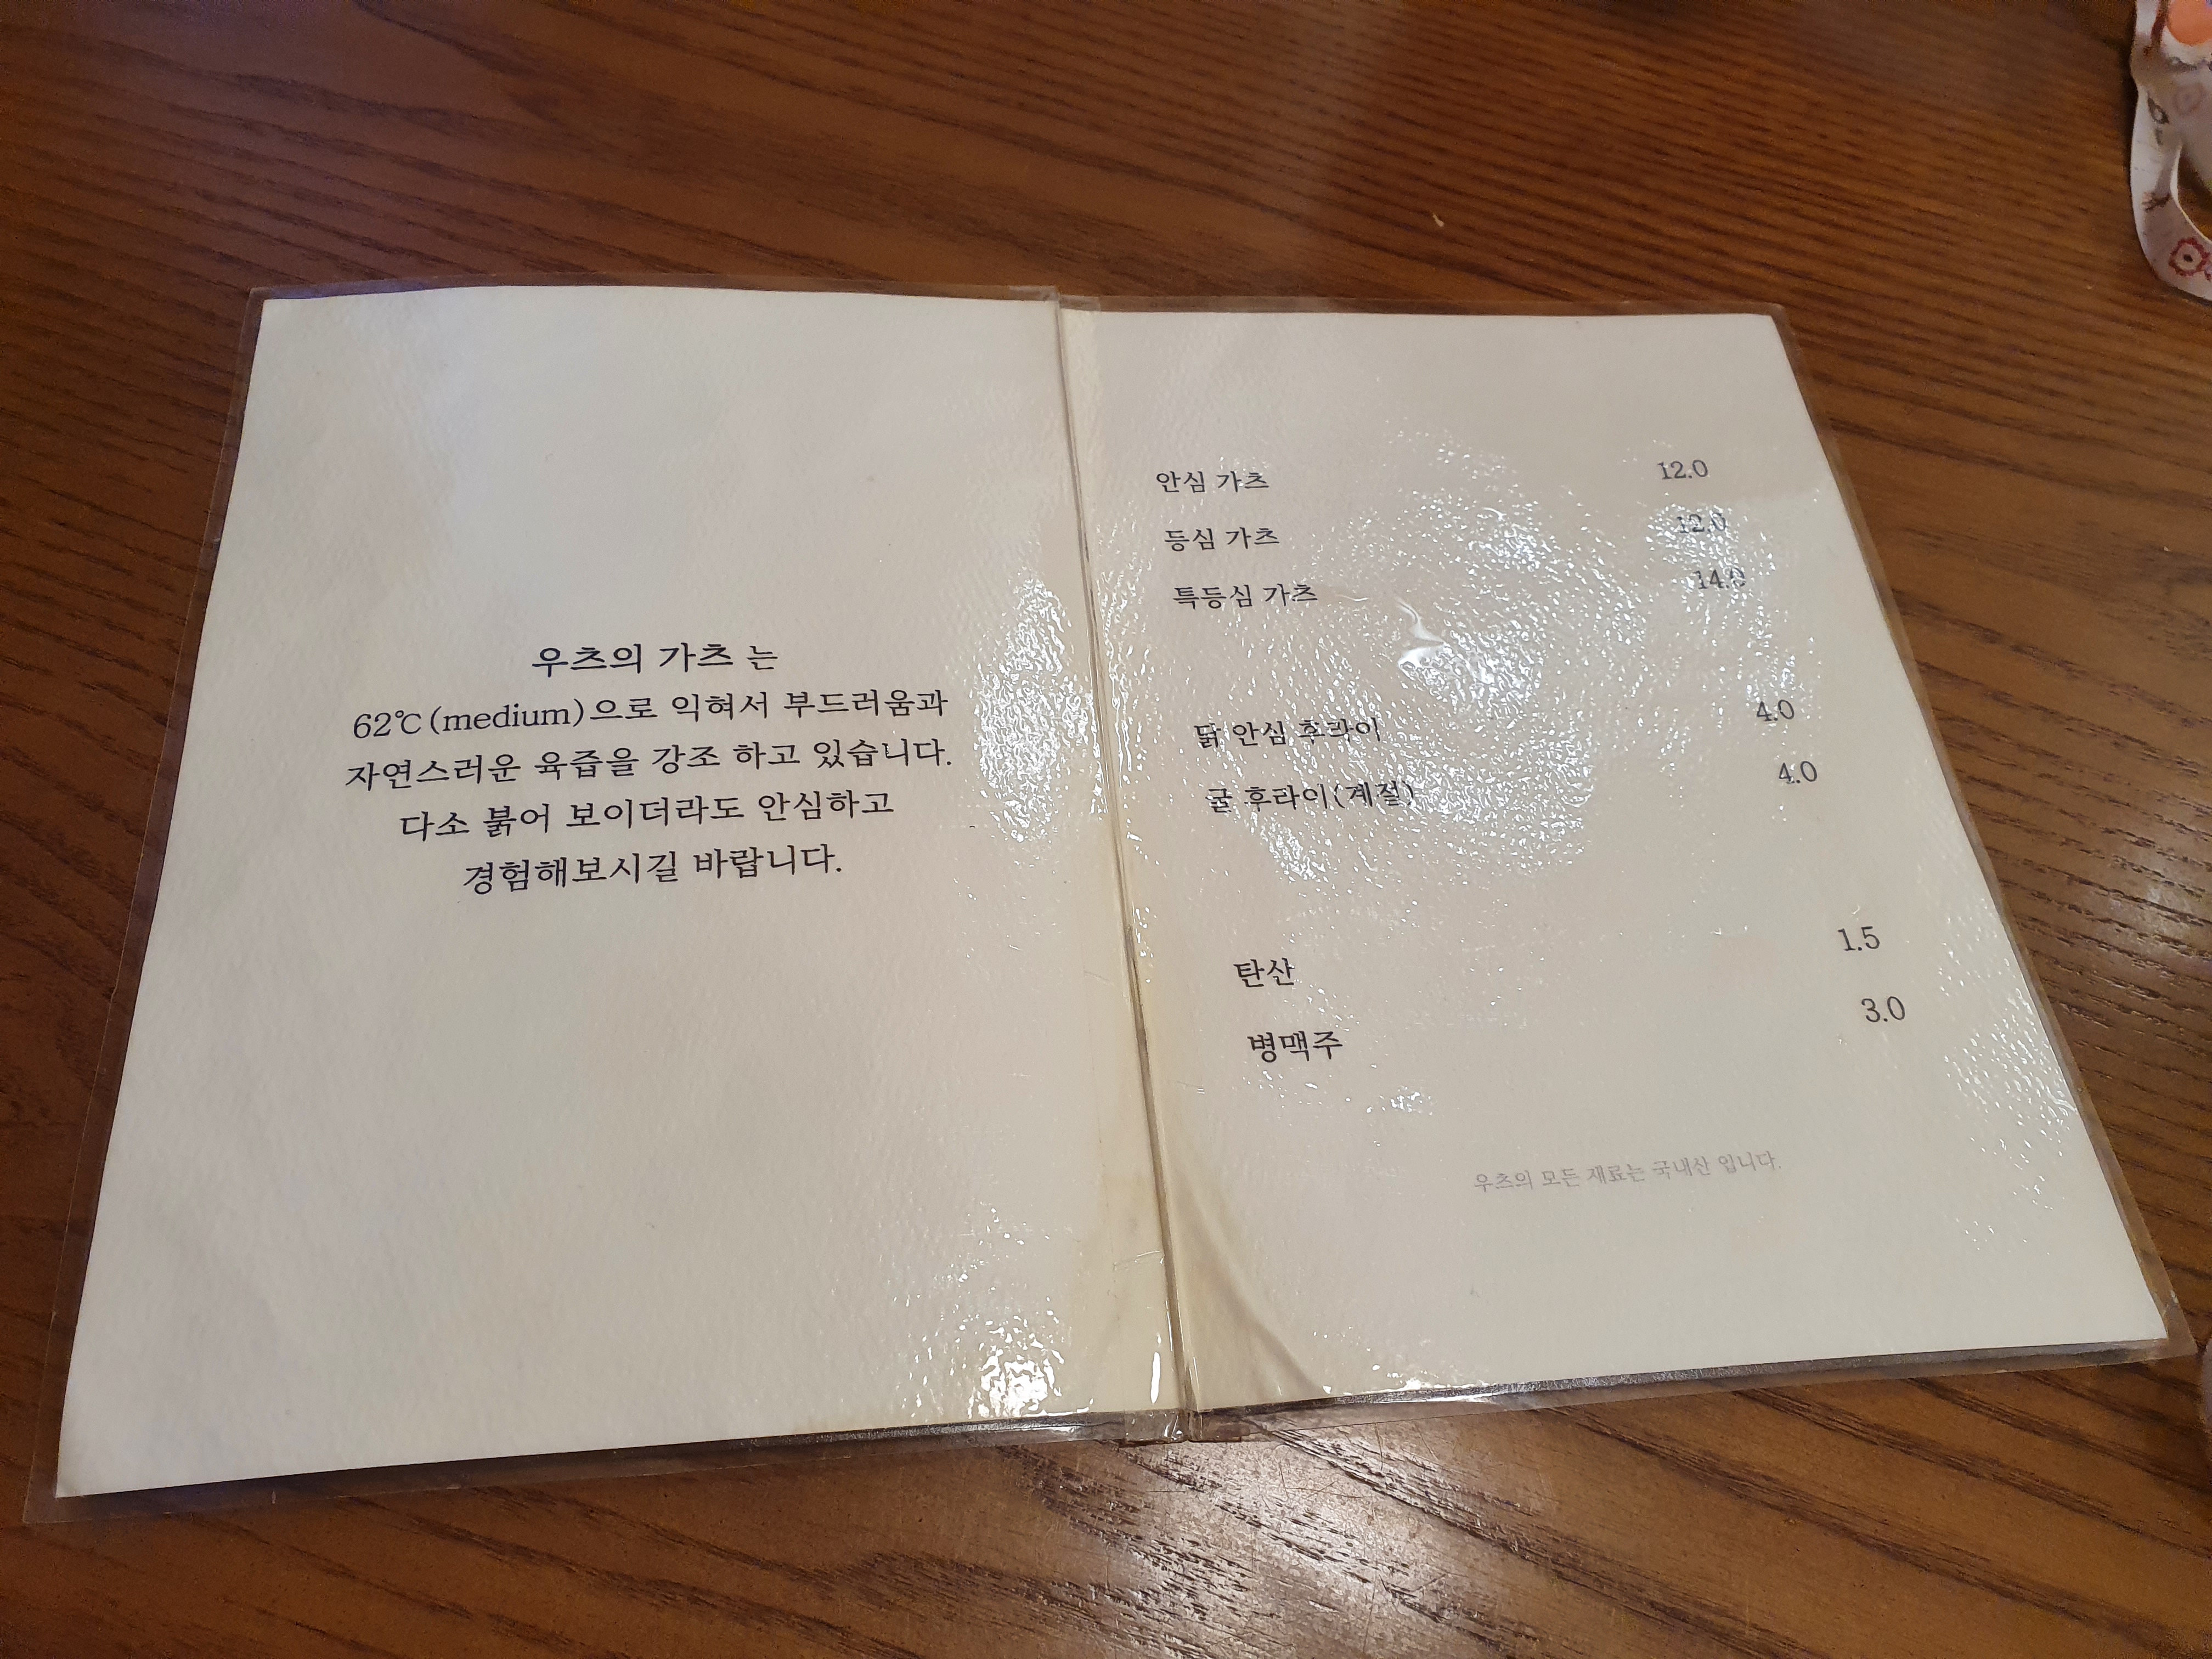 우츠의 가츠 는
62℃(medium)으로 익혀서 부드러움과
자연스러운 육즙을 강조 하고 있습니다.
다소 붉어 보이더라도 안심하고
경험해보시길 바랍니다.
안심 가츠 12.0
등심 가츠 12.0
특등심 가츠 14.0
닭 안심 후라이 4.0
굴 후라이(계절) 4.0
탄산 1.5
병맥주 3.0
우츠의 모든 재료는 국내산 입니다.